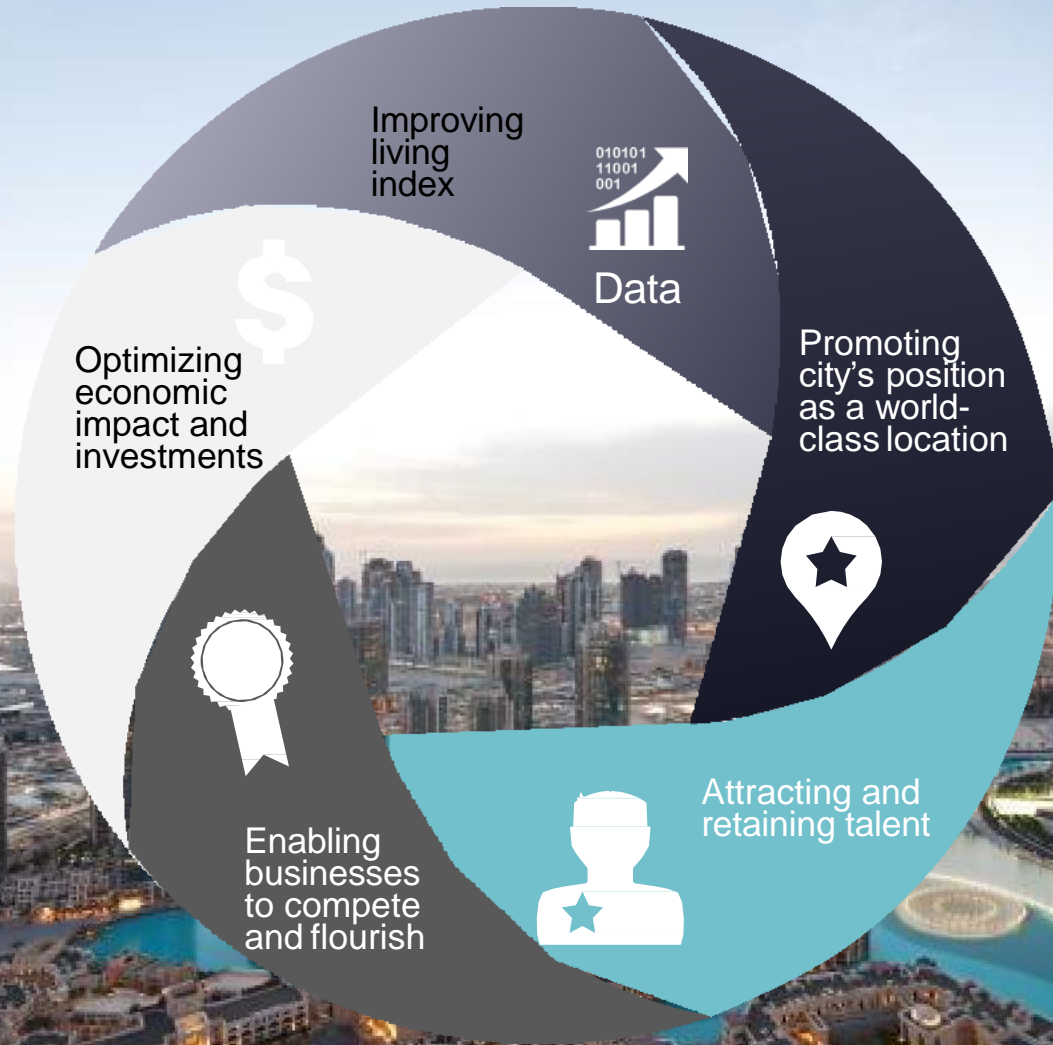 Improving
living
index
010101
11001
001
Data
Promoting
city’s position
as a world-
class location
Optimizing
economic
impact and
investments
$
Attracting and
retaining talent
Enabling
businesses
to compete
and flourish